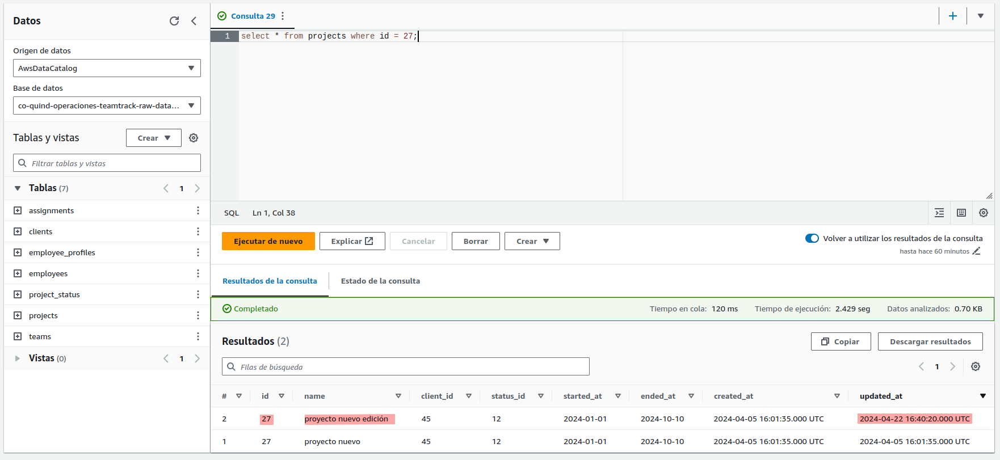 Datos
Origen de datos
AwsDataCatalog
Base de datos
co-quind-operaciones-teamtrack-raw-data...
Tablas y vistas
Crear
Filtrar tablas y vistas
Tablas (7)
1
assignments
clients
employee_profiles
employees
project_status
projects
teams
Vistas (0)
1
Consulta 29
1 select * from projects where id = 27;
SQL Ln 1, Col 38
Ejecutar de nuevo Explicar Cancelar Borrar Crear
Volver a utilizar los resultados de la consulta
hasta hace 60 minutos
Resultados de la consulta Estado de la consulta
Completado Tiempo en cola: 120 ms Tiempo de ejecución: 2.429 seg Datos analizados: 0.70 KB
Resultados (2) Copiar Descargar resultados
Filas de búsqueda 1
# id name client_id status_id started_at ended_at created_at updated_at
2 27 proyecto nuevo edición 45 12 2024-01-01 2024-10-10 2024-04-05 16:01:35.000 UTC 2024-04-22 16:40:20.000 UTC
1 27 proyecto nuevo 45 12 2024-01-01 2024-10-10 2024-04-05 16:01:35.000 UTC 2024-04-05 16:01:35.000 UTC